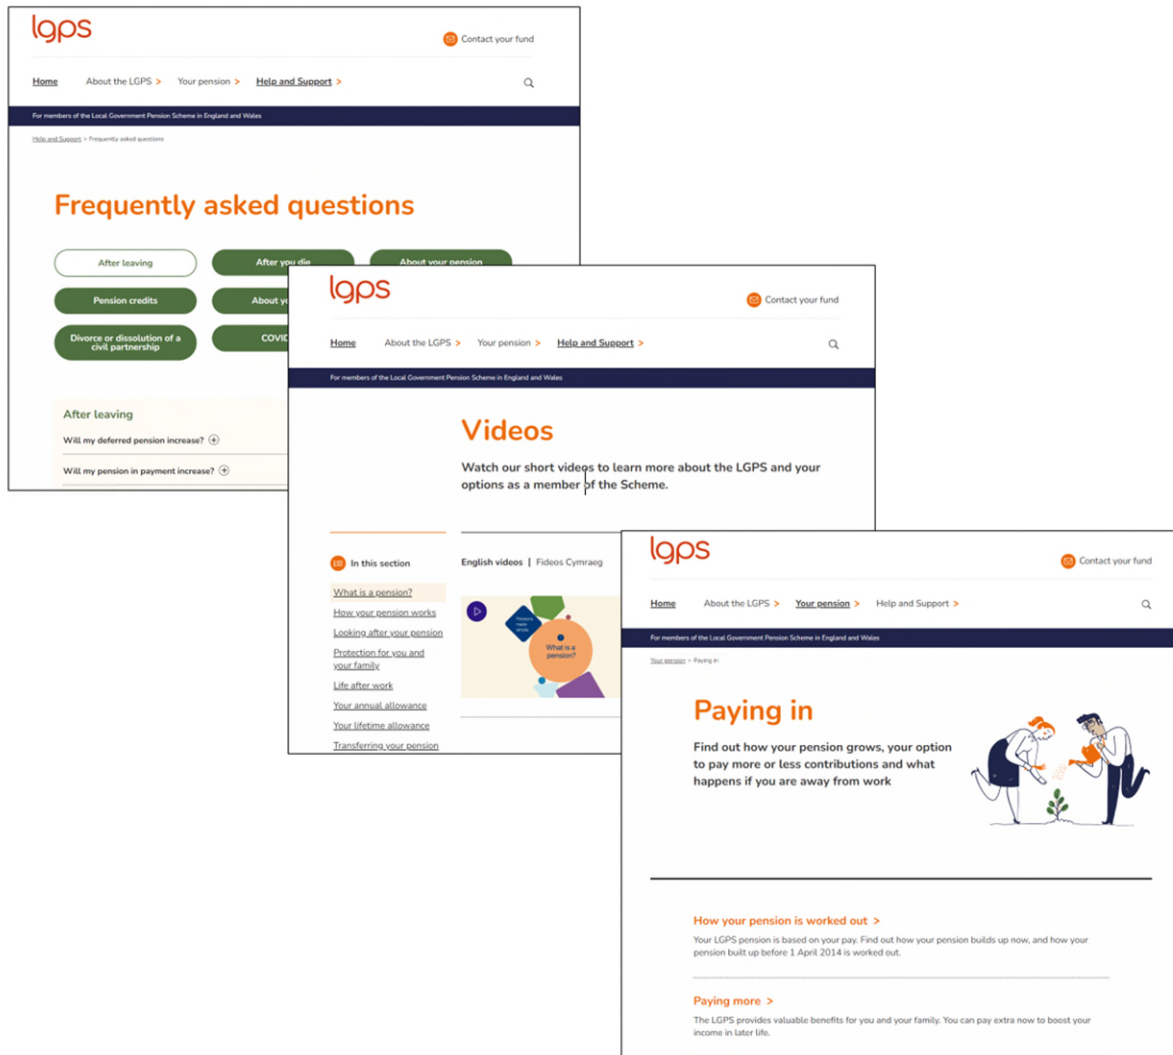 lgps
Contact your fund
Home About the LGPS > Your pension > Help and Support >
For members of the Local Government Pension Scheme in England and Wales
Help and Support > Frequently asked questions
Frequently asked questions
After leaving
After you die
About your pension
Pension credits
About yo
Divorce or dissolution of a
civil partnership
COVID
After leaving
Will my deferred pension increase?
Will my pension in payment increase?
lgps
Contact your fund
Home About the LGPS > Your pension > Help and Support >
For members of the Local Government Pension Scheme in England and Wales
Videos
Watch our short videos to learn more about the LGPS and your
options as a member of the Scheme.
In this section
What is a pension?
How your pension works
Looking after your pension
Protection for you and
your family
Life after work
Your annual allowance
Your lifetime allowance
Transferring your pension
English videos | Fideos Cymraeg
Pensions
made
simple
What is a
pension?
lgps
Contact your fund
Home About the LGPS > Your pension > Help and Support >
For members of the Local Government Pension Scheme in England and Wales
Your pension > Paying in
Paying in
Find out how your pension grows, your option
to pay more or less contributions and what
happens if you are away from work
How your pension is worked out >
Your LGPS pension is based on your pay. Find out how your pension builds up now, and how your
pension built up before 1 April 2014 is worked out.
Paying more >
The LGPS provides valuable benefits for you and your family. You can pay extra now to boost your
income in later life.